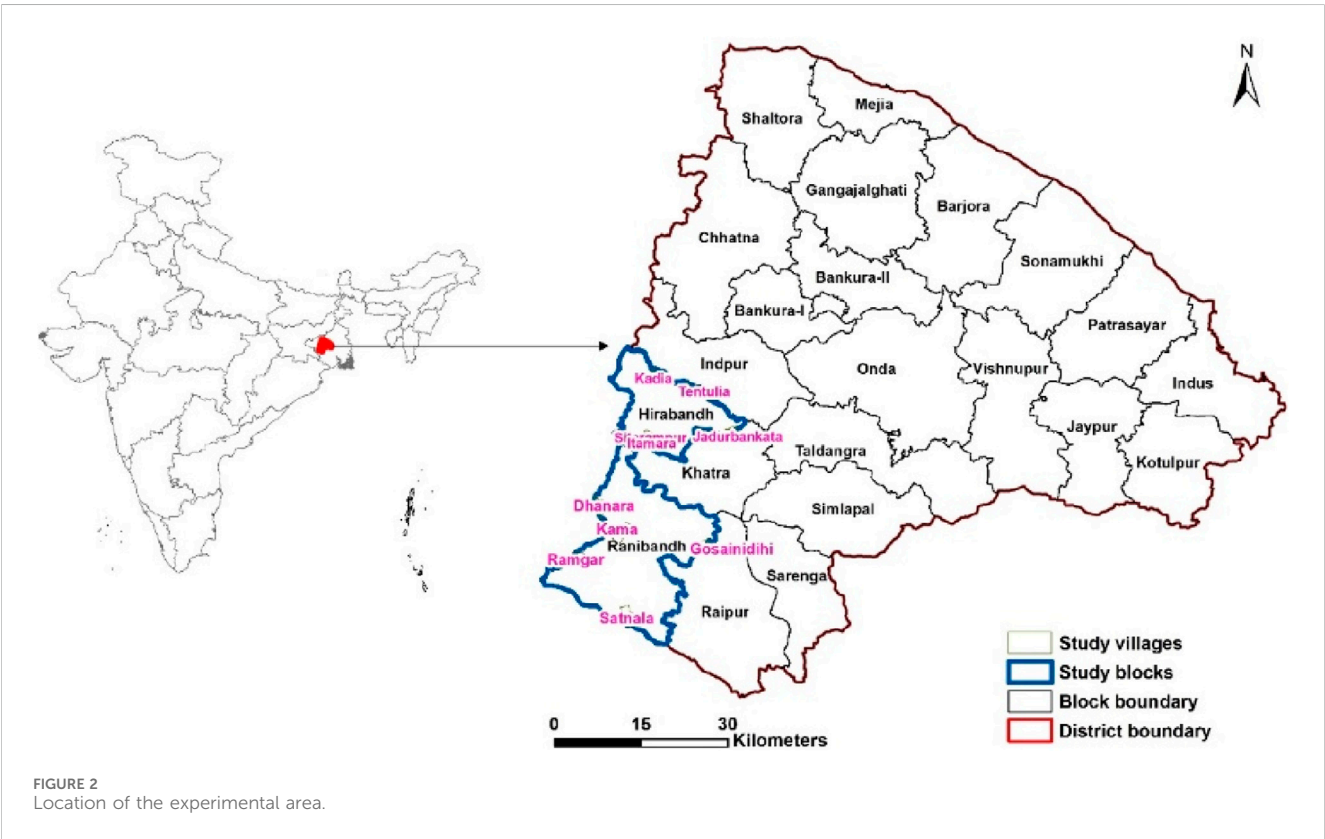 N
Mejia
Shaltora
Gangajalghati
Barjora
Chhatna
Sonamukhi
Bankura-II
Bankura-I
Patrasayar
Indpur
Onda
Vishnupur
Indus
Kadia
Tentulia
Hirabandh
Jaypur
Itamara
Jadurbankata
Taldangra
Kotulpur
Khatra
Dhanara
Simlapal
Kama
Ranibandh
Gosainidihi
Ramgar
Sarenga
Satnala
Raipur
Study villages
Study blocks
Block boundary
District boundary
0 15 30
Kilometers
FIGURE 2
Location of the experimental area.